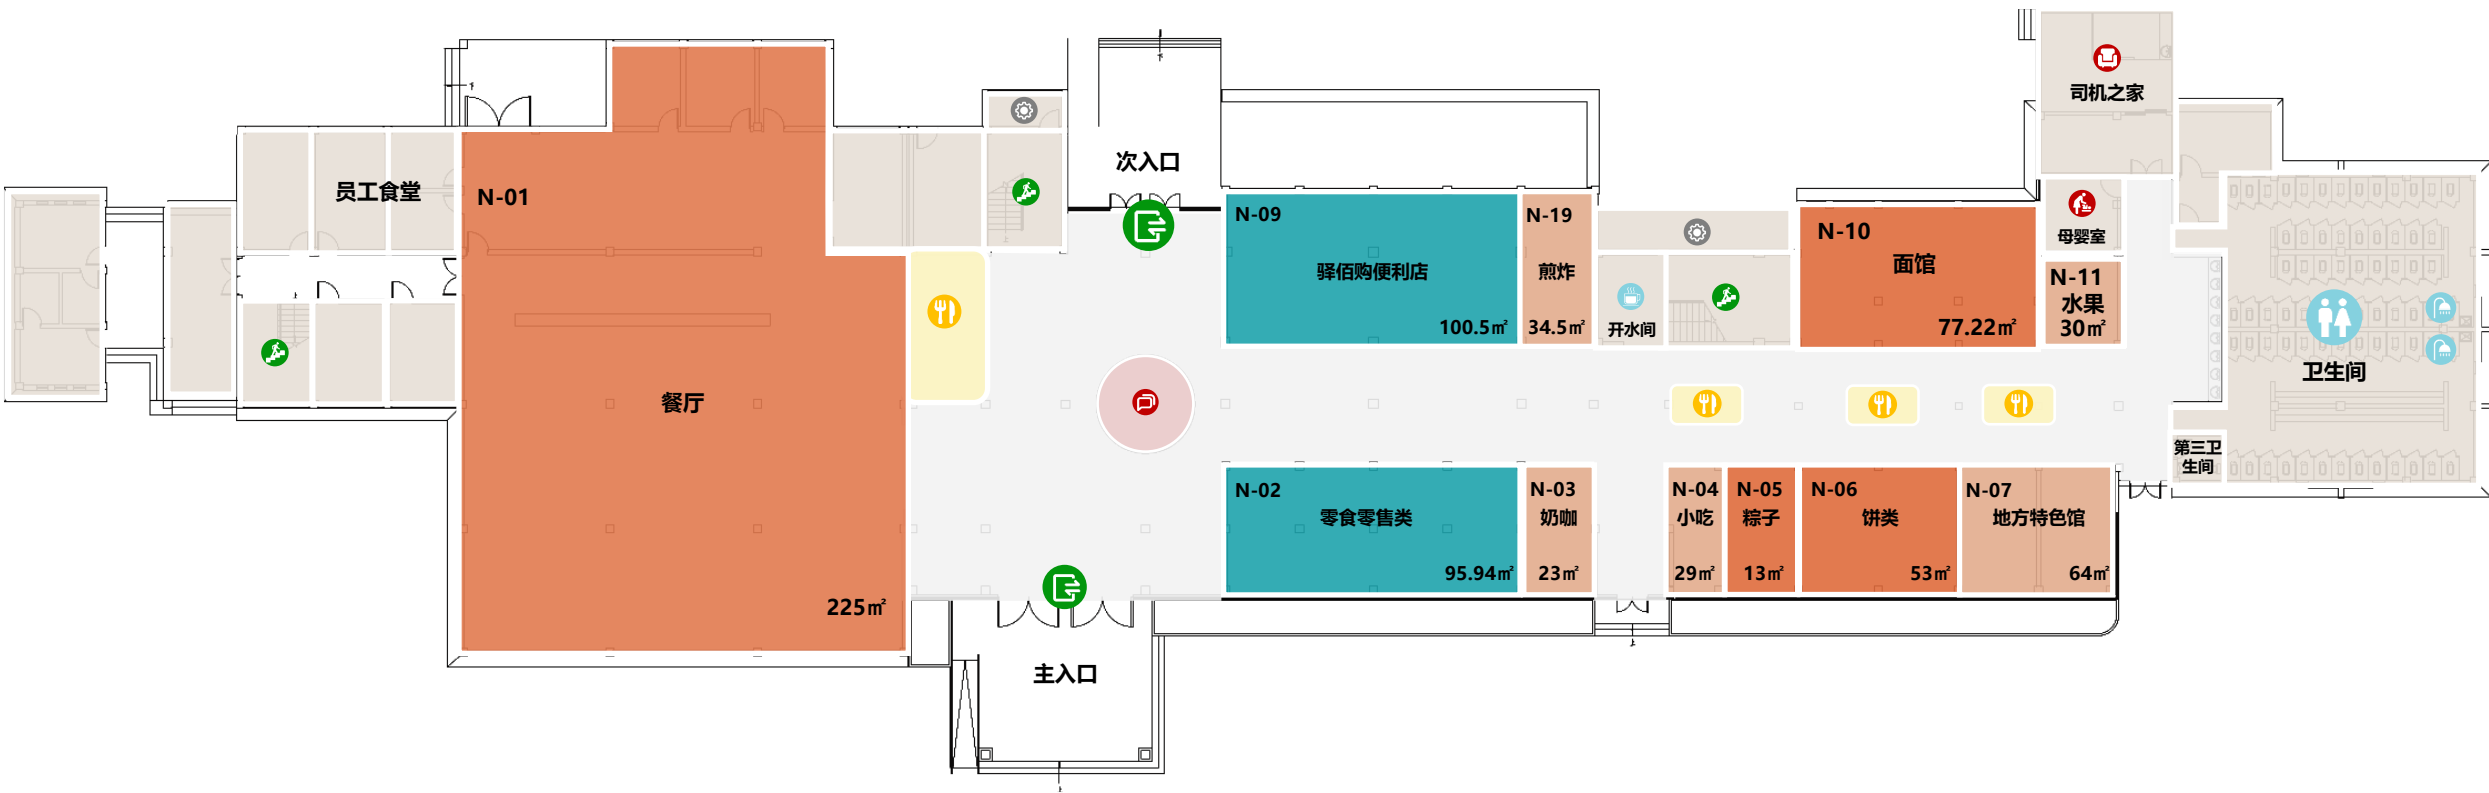 司机之家
次入口
员工食堂
N-01
N-09
驿佰购便利店
100.5㎡
N-19
煎炸
34.5㎡
开水间
N-10
面馆
77.22㎡
母婴室
N-11
水果
30㎡
卫生间
餐厅
225㎡
第三卫
生间
N-02
零食零售类
95.94㎡
N-03
奶咖
23㎡
N-04
小吃
29㎡
N-05
粽子
13㎡
N-06
饼类
53㎡
N-07
地方特色馆
64㎡
主入口